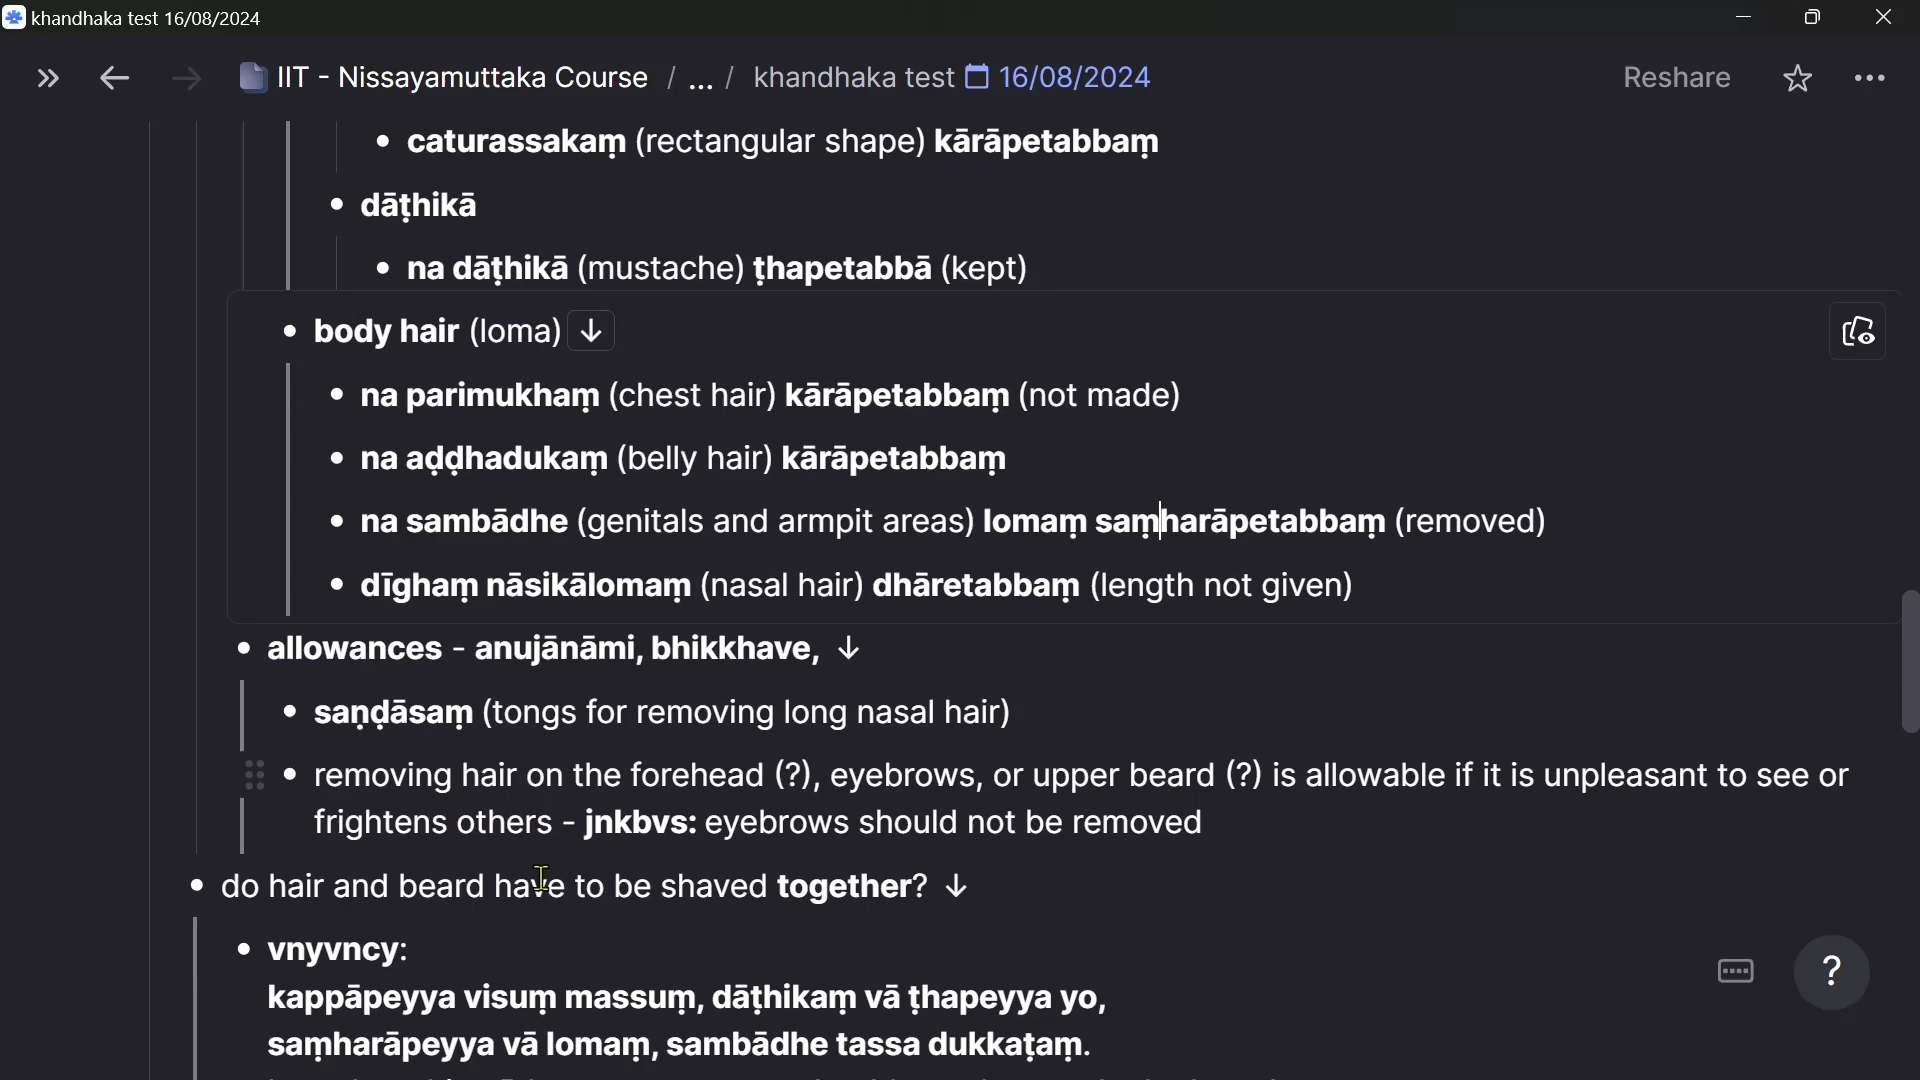 khandhaka test 16/08/2024
IIT - Nissayamuttaka Course / ... / khandhaka test 16/08/2024
Reshare
caturassakaṃ (rectangular shape) kārāpetabbaṃ
dāṭhikā
na dāṭhikā (mustache) ṭhapetabbā (kept)
body hair (loma) ↓
na parimukhaṃ (chest hair) kārāpetabbaṃ (not made)
na aḍḍhadukaṃ (belly hair) kārāpetabbaṃ
na sambādhe (genitals and armpit areas) lomaṃ saṃharāpetabbaṃ (removed)
dīghaṃ nāsikālomaṃ (nasal hair) dhāretabbaṃ (length not given)
allowances - anujānāmi, bhikkhave, ↓
saṇḍāsaṃ (tongs for removing long nasal hair)
removing hair on the forehead (?), eyebrows, or upper beard (?) is allowable if it is unpleasant to see or
frightens others - jnkbvs: eyebrows should not be removed
do hair and beard have to be shaved together? ↓
vnyvncy:
kappāpeyya visuṃ massuṃ, dāṭhikaṃ vā ṭhapeyya yo,
saṃharāpeyya vā lomaṃ, sambādhe tassa dukkaṭaṃ.
?